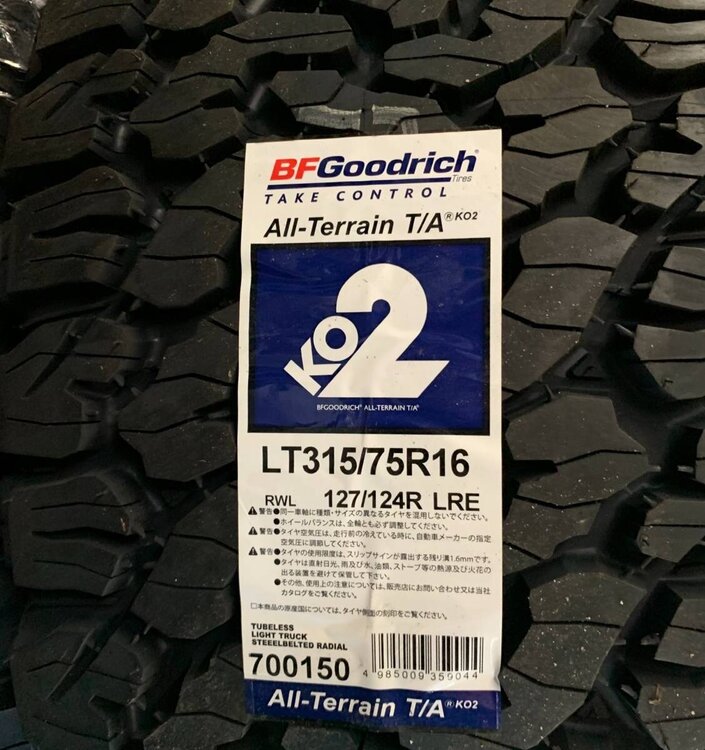 BFGoodrich®
Tires
TAKE CONTROL
All-Terrain T/A® KO2
KO2
BFGOODRICH® ALL-TERRAIN T/A®
LT315/75R16
RWL 127/124R LRE
⚠警告●同一車軸に種類・サイズの異なるタイヤを混用しないでください。
●ホイールバランスは、全輪とも必ず調整してください。
⚠警告●タイヤ空気圧は、走行前の冷えている時に、自動車メーカーの指定
空気圧に調節してください。
⚠警告●タイヤの使用限度は、スリップサインが露出する残り溝1.6mmです。
●タイヤは直射日光、雨及び水、油類、ストーブ等の熱源及び火花の
出る装置を避けて保管して下さい。
●その他、使用上の注意については、販売店にお問い合わせ又は当社
カタログをご覧ください。
□本商品の原産国については、タイヤ側面の刻印をご覧ください。
TUBELESS
LIGHT TRUCK
STEEELBELTED RADIAL
700150
4 985009 359044
All-Terrain T/A® KO2